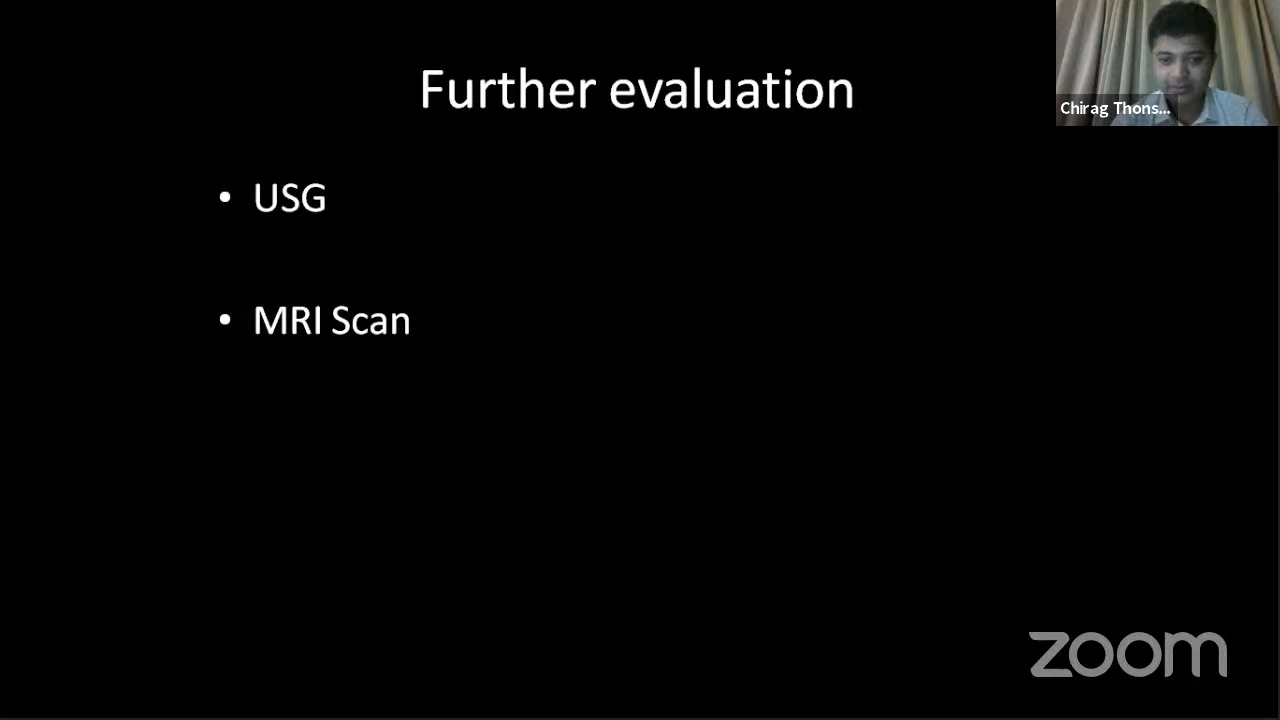 Further evaluation
Chirag Thons...
• USG
• MRI Scan
zoom